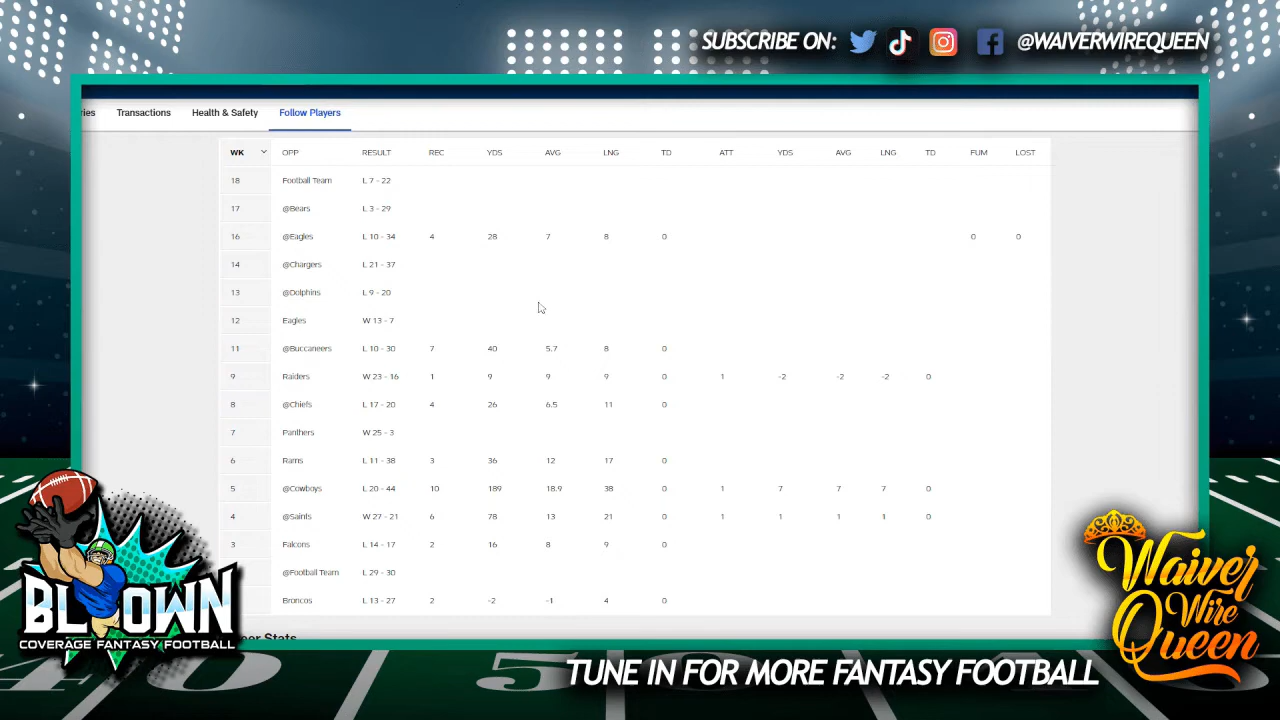 SUBSCRIBE ON: @WAIVERWIREQUEEN
ries Transactions Health & Safety Follow Players
WK OPP RESULT REC YDS AVG LNG TD ATT YDS AVG LNG TD FUM LOST
18 Football Team L 7 - 22
17 @Bears L 3 - 29
16 @Eagles L 10 - 34 4 28 7 8 0 0 0
14 @Chargers L 21 - 37
13 @Dolphins L 9 - 20
12 Eagles W 13 - 7
11 @Buccaneers L 10 - 30 7 40 5.7 8 0
9 Raiders W 23 - 16 1 9 9 9 0 1 -2 -2 -2 0
8 @Chiefs L 17 - 20 4 26 6.5 11 0
7 Panthers W 25 - 3
6 Rams L 11 - 38 3 36 12 17 0
5 @Cowboys L 20 - 44 10 189 18.9 38 0 1 7 7 7 0
4 @Saints W 27 - 21 6 78 13 21 0 1 1 1 1 0
3 Falcons L 14 - 17 2 16 8 9 0
@Football Team L 29 - 30
Broncos L 13 - 27 2 -2 -1 4 0
Stats
BLOWN
COVERAGE FANTASY FOOTBALL
Waiver
Wire
Queen
TUNE IN FOR MORE FANTASY FOOTBALL